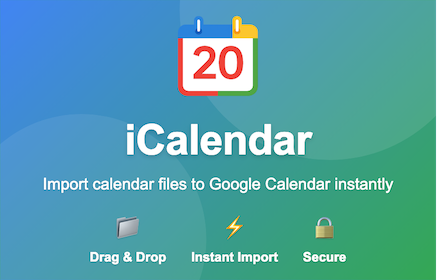 20
iCalendar
Import calendar files to Google Calendar instantly
Drag & Drop
Instant Import
Secure